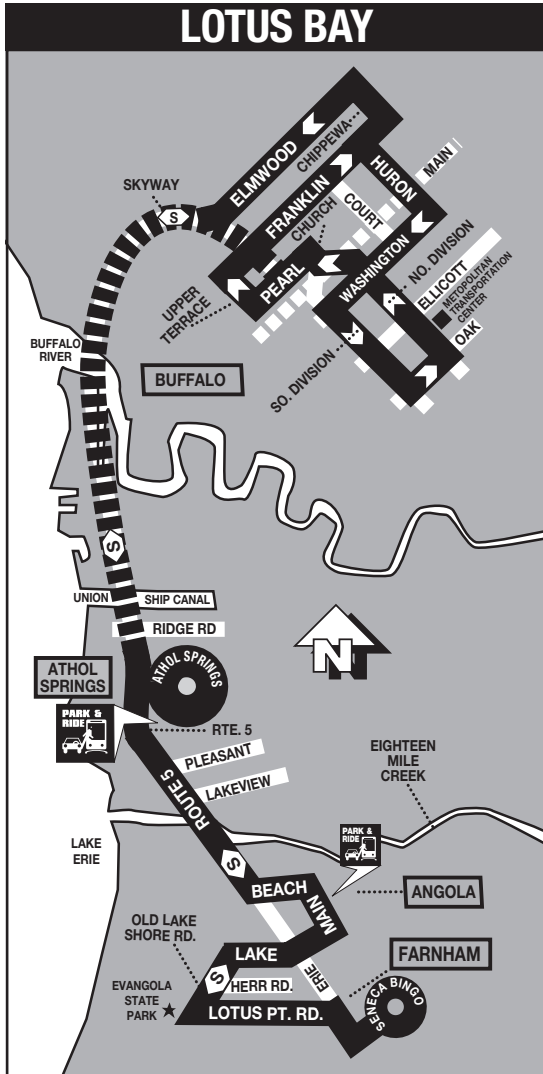 LOTUS BAY
ELMWOOD
CHIPPEWA
MAIN
HURON
SKYWAY
S
FRANKLIN
COURT
CHURCH
WASHINGTON
NO. DIVISION
ELLICOTT
METOPOLITAN
TRANSPORTATION
CENTER
OAK
PEARL
UPPER
TERRACE
SO. DIVISION
BUFFALO
RIVER
BUFFALO
S
UNION
SHIP CANAL
RIDGE RD
N
ATHOL
SPRINGS
ATHOL SPRINGS
PARK &
RIDE
RTE. 5
PLEASANT
LAKEVIEW
ROUTE 5
EIGHTEEN
MILE
CREEK
LAKE
ERIE
PARK &
RIDE
S
BEACH
MAIN
ANGOLA
OLD LAKE
SHORE RD.
LAKE
FARNHAM
S
HERR RD.
ERIE
EVANGOLA
STATE
PARK
LOTUS PT. RD.
SENECA BINGO